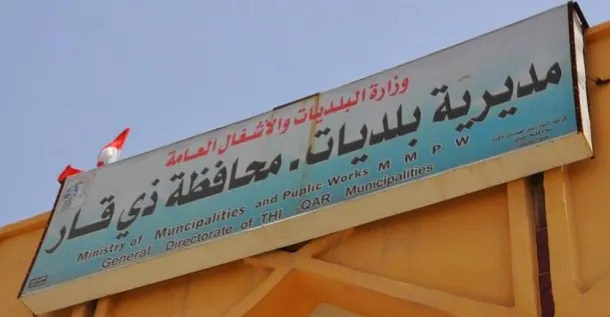 وزارة البلديات والاشغال العامة
مديرية بلديات. محافظة ذي قار
Ministry of Muncipalities and Puplic Works M M P W
General Directorate of THI QAR Municipalities